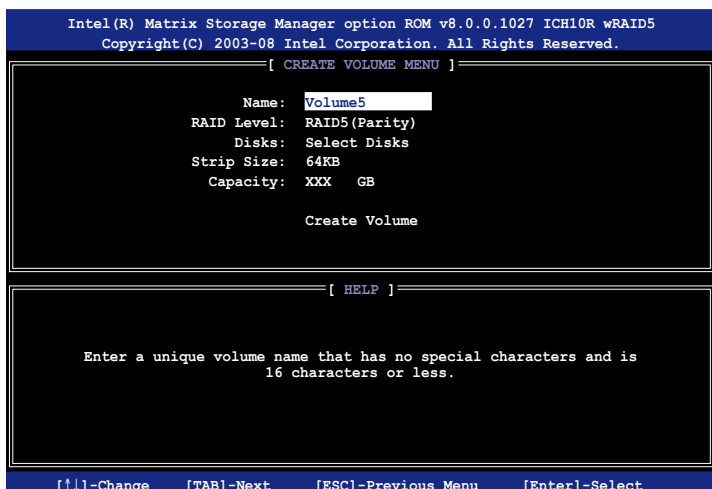 Intel(R) Matrix Storage Manager option ROM v8.0.0.1027 ICH10R wRAID5
Copyright(C) 2003-08 Intel Corporation. All Rights Reserved.
[ CREATE VOLUME MENU ]
Name: Volume5
RAID Level: RAID5(Parity)
Disks: Select Disks
Strip Size: 64KB
Capacity: XXX GB
Create Volume
[ HELP ]
Enter a unique volume name that has no special characters and is
16 characters or less.
[↑↓]-Change [TAB]-Next [ESC]-Previous Menu [Enter]-Select